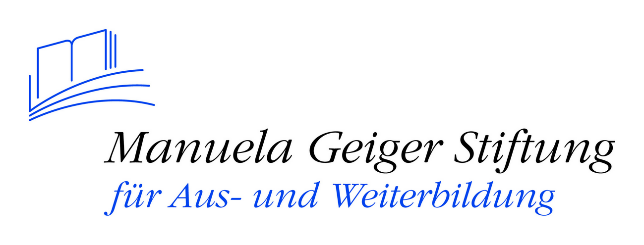 Manuela Geiger Stiftung
für Aus- und Weiterbildung